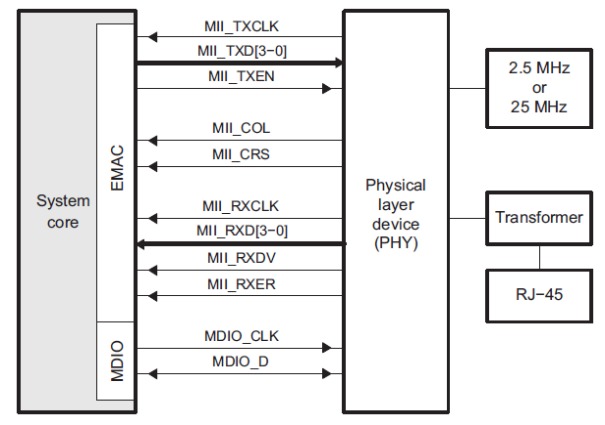 System
core
EMAC
MDIO
MII_TXCLK
MII_TXD[3−0]
MII_TXEN
MII_COL
MII_CRS
MII_RXCLK
MII_RXD[3−0]
MII_RXDV
MII_RXER
MDIO_CLK
MDIO_D
Physical
layer
device
(PHY)
2.5 MHz
or
25 MHz
Transformer
RJ−45